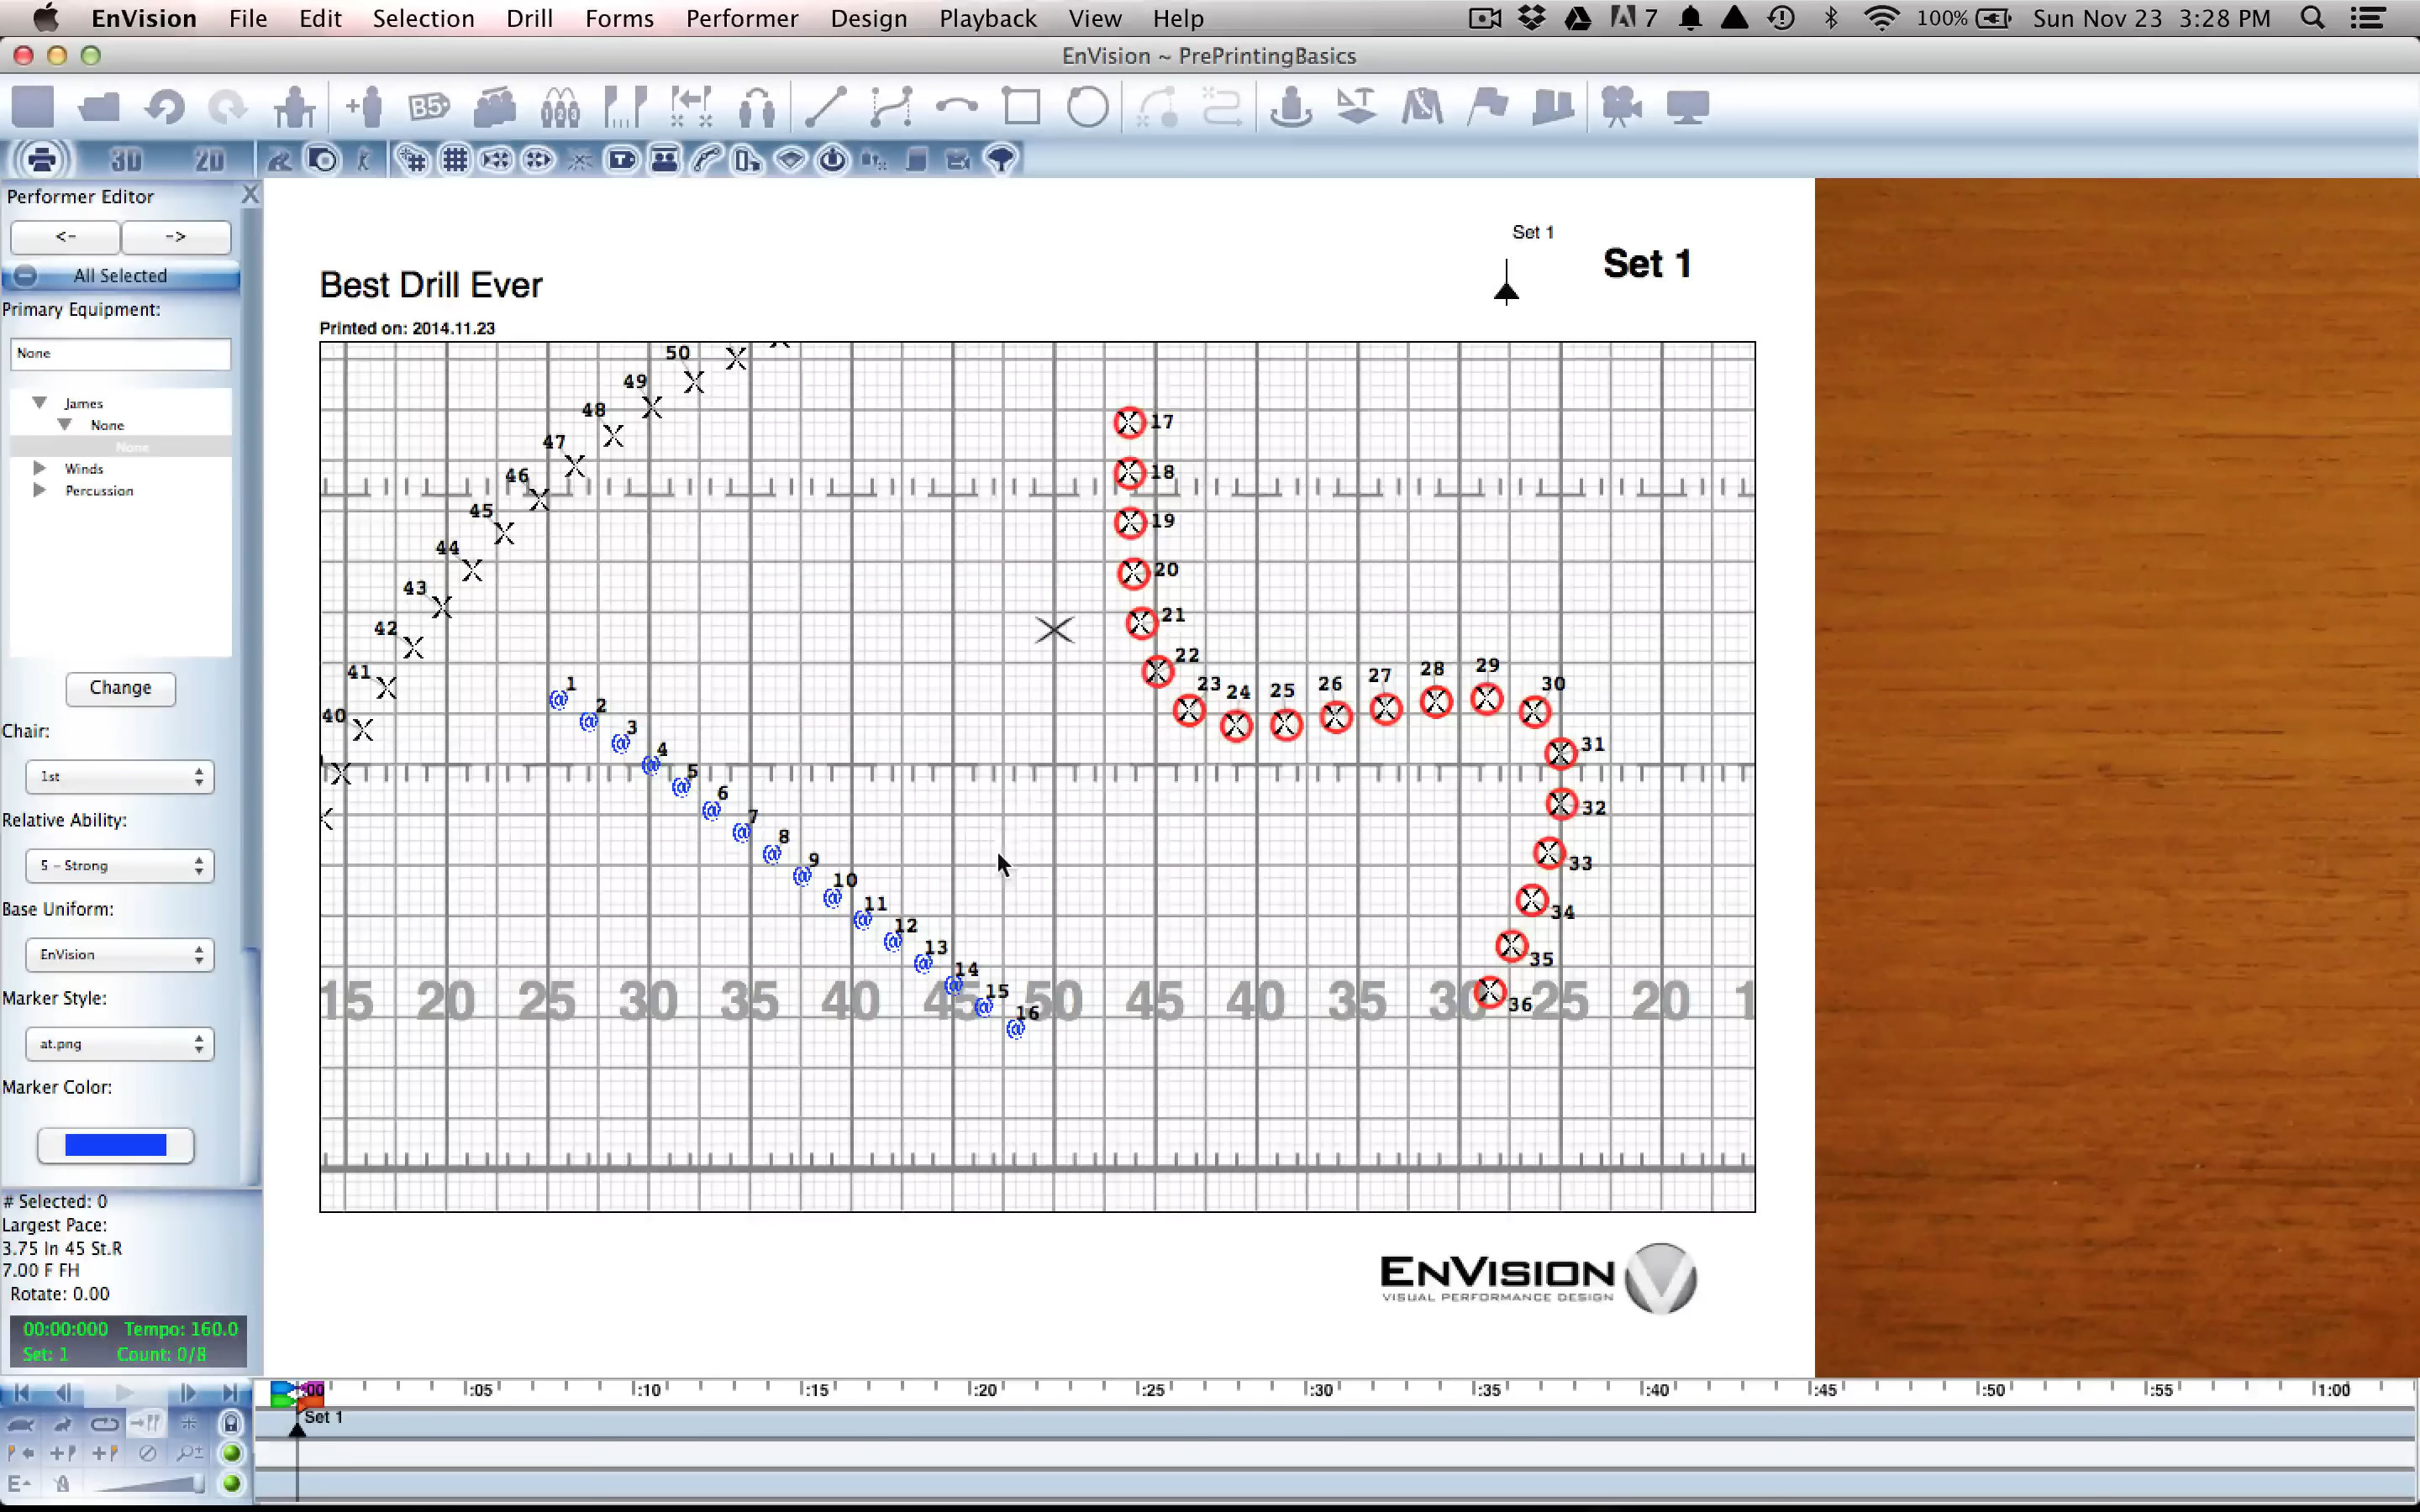 EnVision File Edit Selection Drill Forms Performer Design Playback View Help 7 100% Sun Nov 23 3:28 PM
EnVision ~ PrePrintingBasics
B5
3D 2D
Performer Editor X
<- ->
All Selected
Primary Equipment:
None
James
None
None
Winds
Percussion
Change
Chair:
1st
Relative Ability:
5 - Strong
Base Uniform:
EnVision
Marker Style:
at.png
Marker Color:
# Selected: 0
Largest Pace:
3.75 In 45 St.R
7.00 F FH
Rotate: 0.00
00:00:000 Tempo: 160.0
Set: 1 Count: 0/8
Set 1
Set 1
Best Drill Ever
Printed on: 2014.11.23
50
49
48
47
46
45
44
43
42
41
40
17
18
19
20
21
22
23
24
25
26
27
28
29
30
31
32
33
34
35
36
1
2
3
4
5
6
7
8
9
10
11
12
13
14
15
16
15 20 25 30 35 40 45 50 45 40 35 30 25 20 1
ENVISION
VISUAL PERFORMANCE DESIGN
:00 :05 :10 :15 :20 :25 :30 :35 :40 :45 :50 :55 1:00
Set 1
E